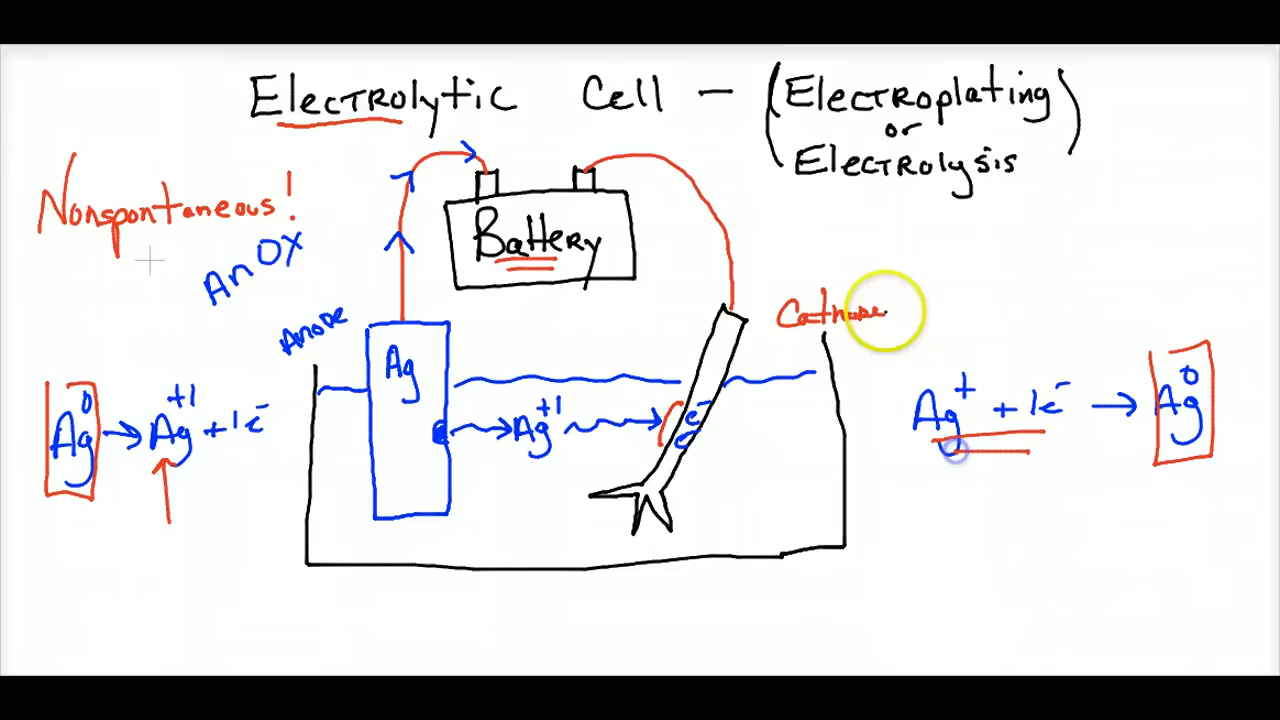 Electrolytic Cell - (Electroplating
or
Electrolysis)
Nonspontaneous!
An OX
Battery
Anode
Cathode
Ag
Ag⁰ → Ag⁺¹ + 1e⁻
Ag⁺¹
e⁻
e⁻
Ag⁺ + 1e⁻ → Ag⁰